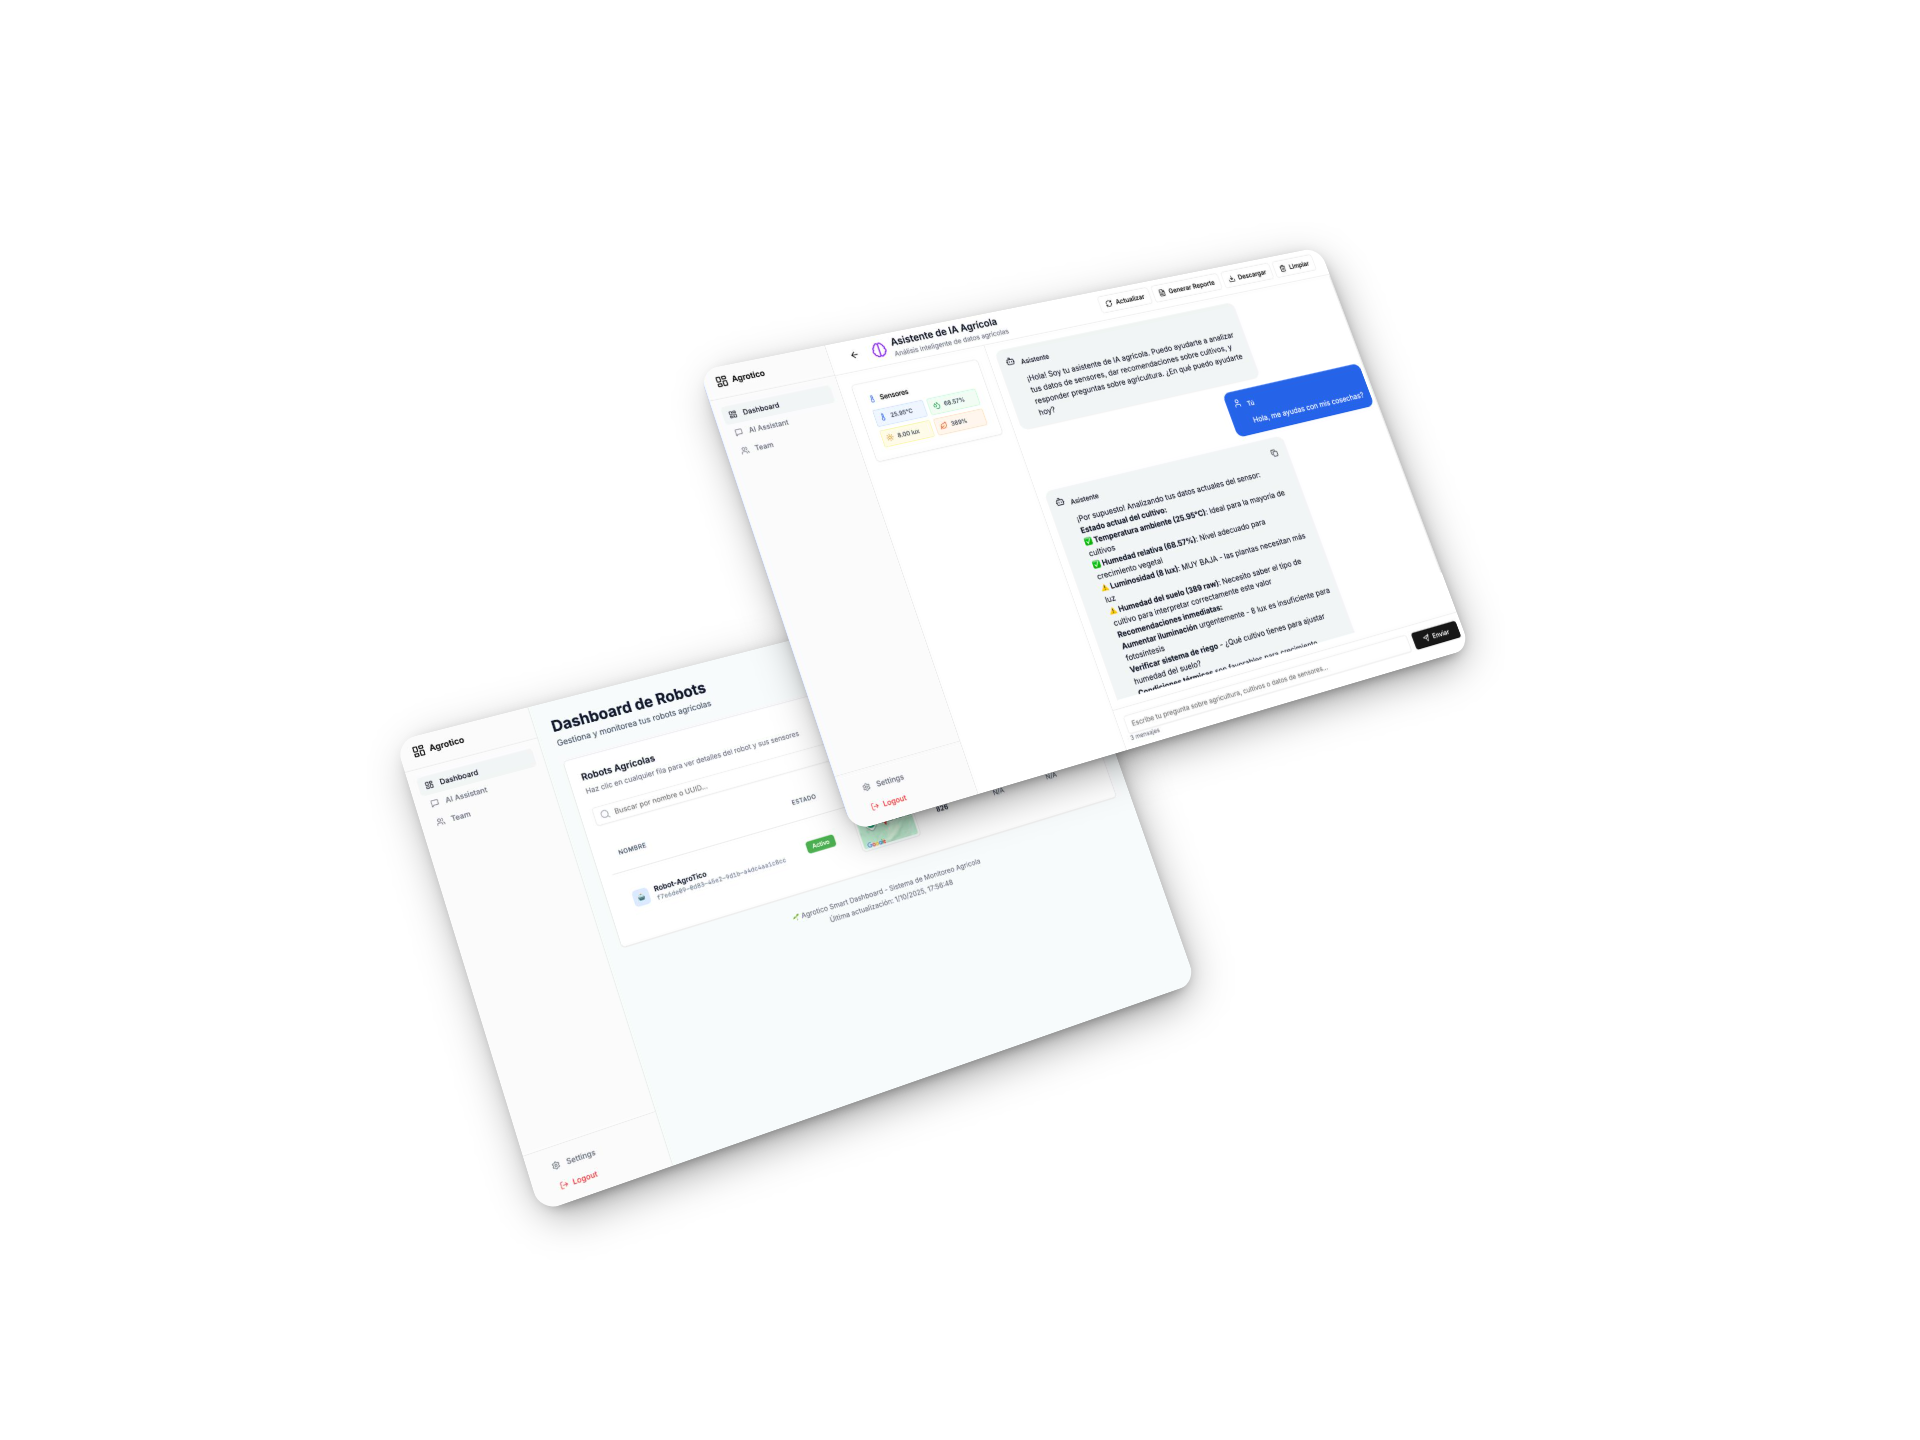 Agrotico
Dashboard
AI Assistant
Team
Settings
Logout
Asistente de IA Agrícola
Análisis inteligente de datos agrícolas
Actualizar
Generar Reporte
Descargar
Limpiar
Sensores
25.95°C
68.57%
8.00 lux
389%
Asistente
¡Hola! Soy tu asistente de IA agrícola. Puedo ayudarte a analizar
tus datos de sensores, dar recomendaciones sobre cultivos, y
responder preguntas sobre agricultura. ¿En qué puedo ayudarte
hoy?
Tú
Hola, me ayudas con mis cosechas?
Asistente
¡Por supuesto! Analizando tus datos actuales del sensor:
Estado actual del cultivo:
✅ Temperatura ambiente (25.95°C): Ideal para la mayoría de
cultivos
✅ Humedad relativa (68.57%): Nivel adecuado para
crecimiento vegetal
⚠️ Luminosidad (8 lux): MUY BAJA - las plantas necesitan más
luz
⚠️ Humedad del suelo (389 raw): Necesito saber el tipo de
cultivo para interpretar correctamente este valor
Recomendaciones inmediatas:
Aumentar iluminación urgentemente - 8 lux es insuficiente para
fotosíntesis
Verificar sistema de riego - ¿Qué cultivo tienes para ajustar
humedad del suelo?
Condiciones térmicas son favorables para crecimiento
Escribe tu pregunta sobre agricultura, cultivos o datos de sensores...
Enviar
3 mensajes
Agrotico
Dashboard
AI Assistant
Team
Settings
Logout
Dashboard de Robots
Gestiona y monitorea tus robots agrícolas
Robots Agrícolas
Haz clic en cualquier fila para ver detalles del robot y sus sensores
Buscar por nombre o UUID...
NOMBRE
ESTADO
Robot-AgroTico
Activo
Google
826
N/A
N/A
Agrotico Smart Dashboard - Sistema de Monitoreo Agrícola
Última actualización: 1/10/2025, 17:56:48